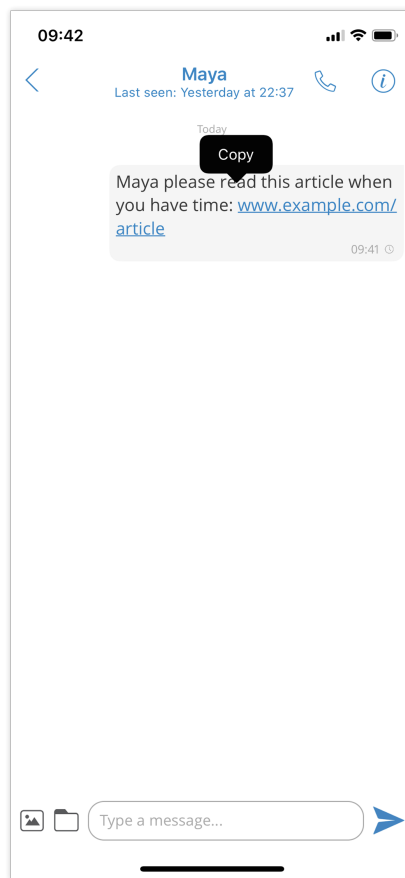 09:42
Maya
Last seen: Yesterday at 22:37
i
Today
Copy
Maya please read this article when
you have time: www.example.com/
article
09:41
Type a message...